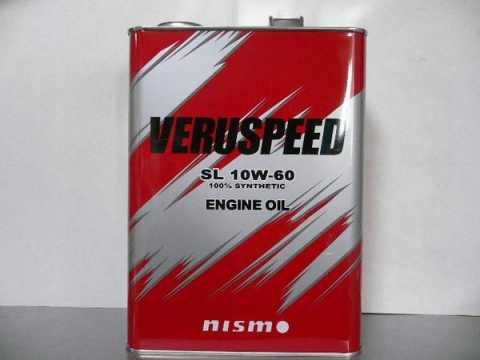 VERUSPEED
SL 10W-60
100% SYNTHETIC
ENGINE OIL
nismo